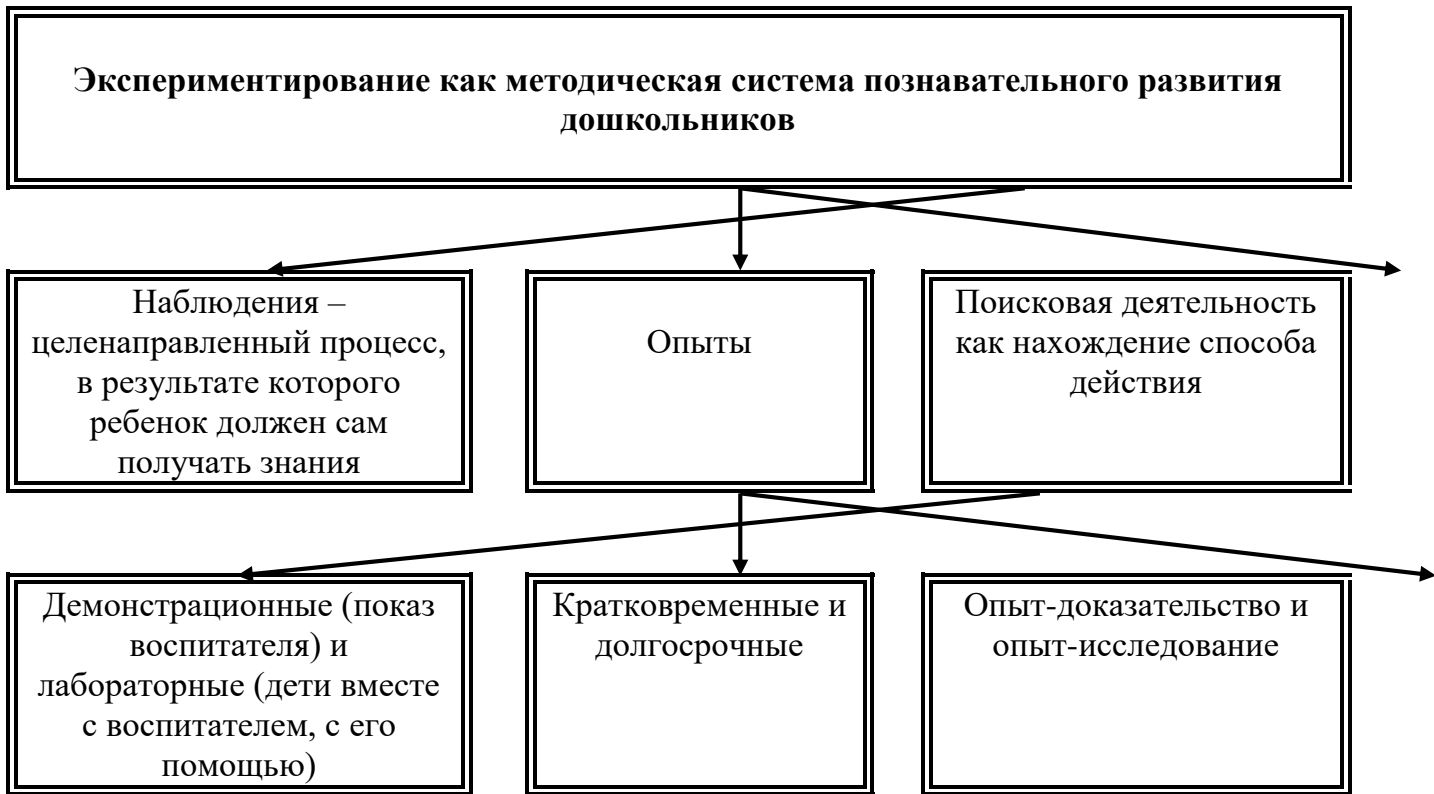 Экспериментирование как методическая система познавательного развития
дошкольников
Наблюдения –
целенаправленный процесс,
в результате которого
ребенок должен сам
получать знания
Опыты
Поисковая деятельность
как нахождение способа
действия
Демонстрационные (показ
воспитателя) и
лабораторные (дети вместе
с воспитателем, с его
помощью)
Кратковременные и
долгосрочные
Опыт-доказательство и
опыт-исследование